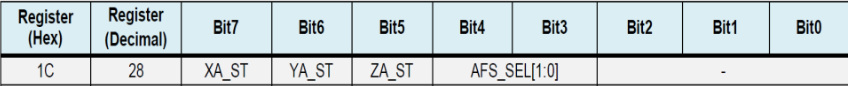 Register (Hex) Register (Decimal) Bit7 Bit6 Bit5 Bit4 Bit3 Bit2 Bit1 Bit0
1C 28 XA_ST YA_ST ZA_ST AFS_SEL[1:0] -